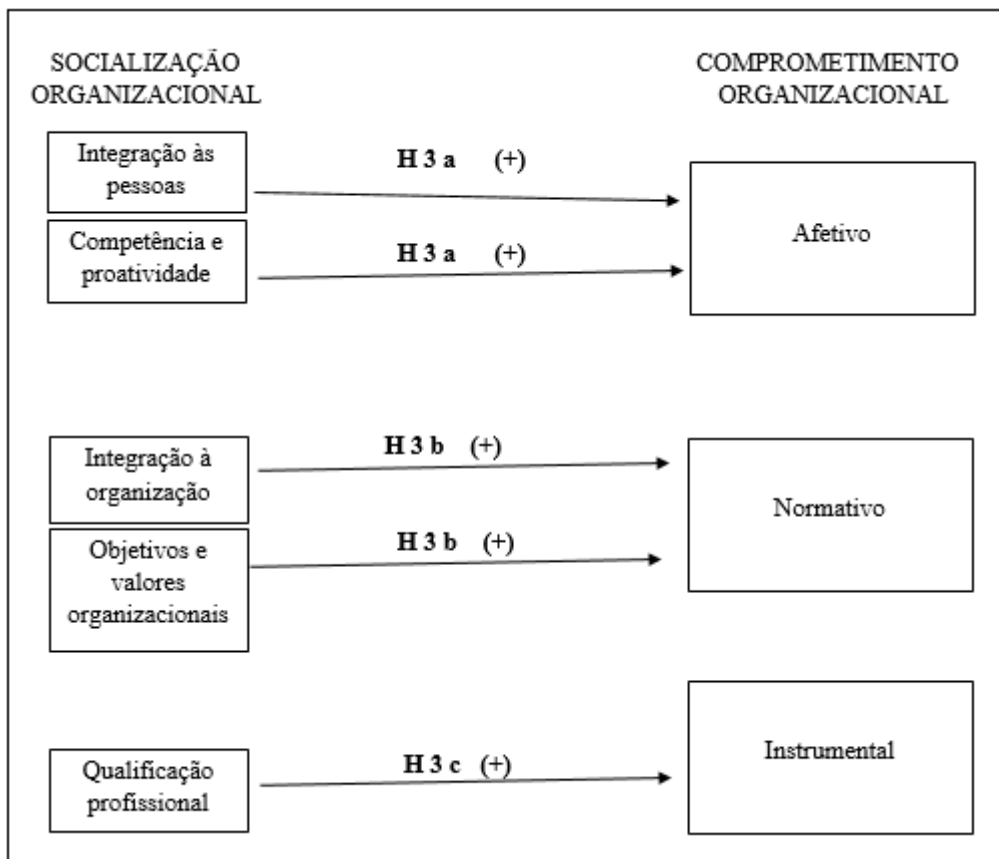 SOCIALIZAÇÃO
ORGANIZACIONAL
COMPROMETIMENTO
ORGANIZACIONAL
Integração às
pessoas
H 3 a (+)
Afetivo
Competência e
proatividade
H 3 a (+)
Integração à
organização
H 3 b (+)
Normativo
Objetivos e
valores
organizacionais
H 3 b (+)
Qualificação
profissional
H 3 c (+)
Instrumental